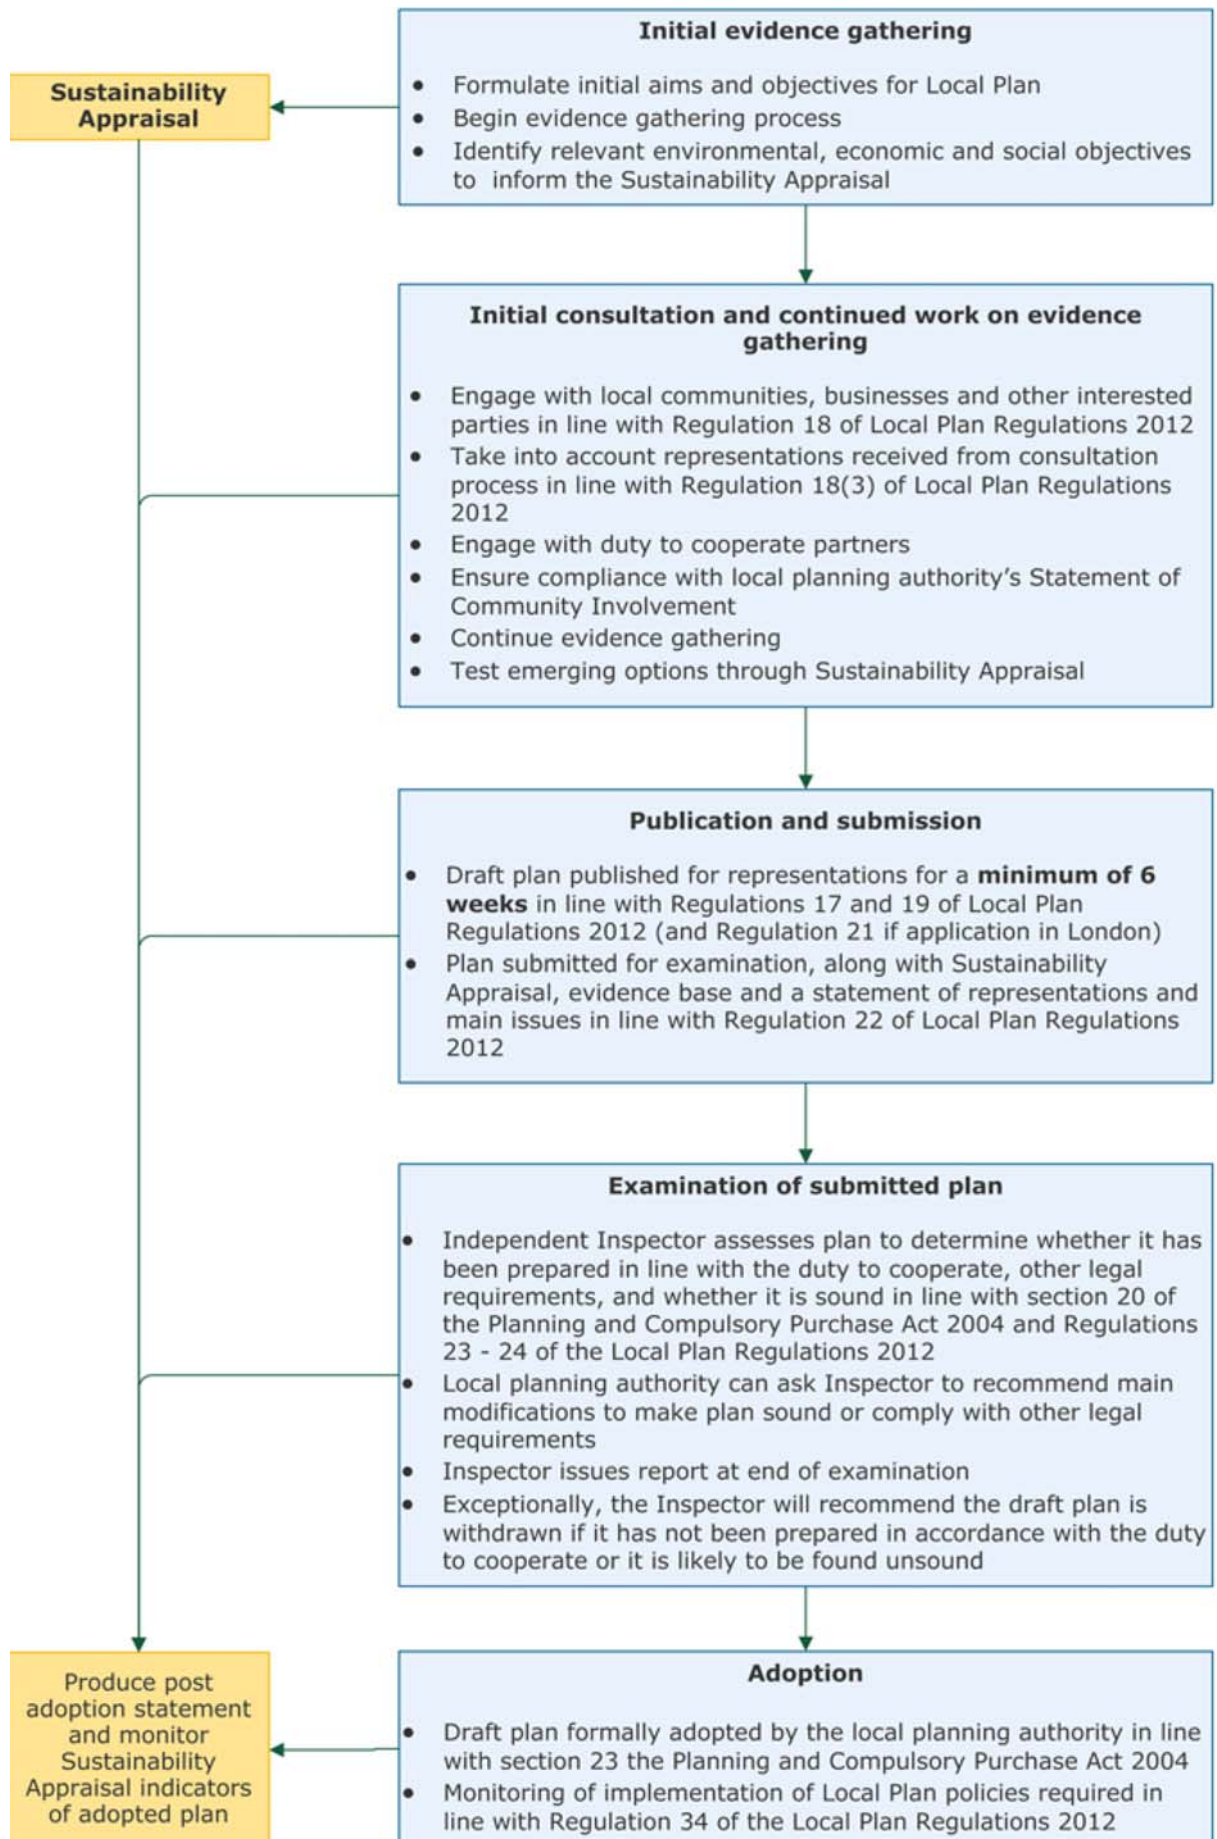 Initial evidence gathering
• Formulate initial aims and objectives for Local Plan
• Begin evidence gathering process
• Identify relevant environmental, economic and social objectives
to inform the Sustainability Appraisal
Sustainability
Appraisal
Initial consultation and continued work on evidence
gathering
• Engage with local communities, businesses and other interested
parties in line with Regulation 18 of Local Plan Regulations 2012
• Take into account representations received from consultation
process in line with Regulation 18(3) of Local Plan Regulations
2012
• Engage with duty to cooperate partners
• Ensure compliance with local planning authority’s Statement of
Community Involvement
• Continue evidence gathering
• Test emerging options through Sustainability Appraisal
Publication and submission
• Draft plan published for representations for a minimum of 6
weeks in line with Regulations 17 and 19 of Local Plan
Regulations 2012 (and Regulation 21 if application in London)
• Plan submitted for examination, along with Sustainability
Appraisal, evidence base and a statement of representations and
main issues in line with Regulation 22 of Local Plan Regulations
2012
Examination of submitted plan
• Independent Inspector assesses plan to determine whether it has
been prepared in line with the duty to cooperate, other legal
requirements, and whether it is sound in line with section 20 of
the Planning and Compulsory Purchase Act 2004 and Regulations
23 - 24 of the Local Plan Regulations 2012
• Local planning authority can ask Inspector to recommend main
modifications to make plan sound or comply with other legal
requirements
• Inspector issues report at end of examination
• Exceptionally, the Inspector will recommend the draft plan is
withdrawn if it has not been prepared in accordance with the duty
to cooperate or it is likely to be found unsound
Adoption
• Draft plan formally adopted by the local planning authority in line
with section 23 the Planning and Compulsory Purchase Act 2004
• Monitoring of implementation of Local Plan policies required in
line with Regulation 34 of the Local Plan Regulations 2012
Produce post
adoption statement
and monitor
Sustainability
Appraisal indicators
of adopted plan